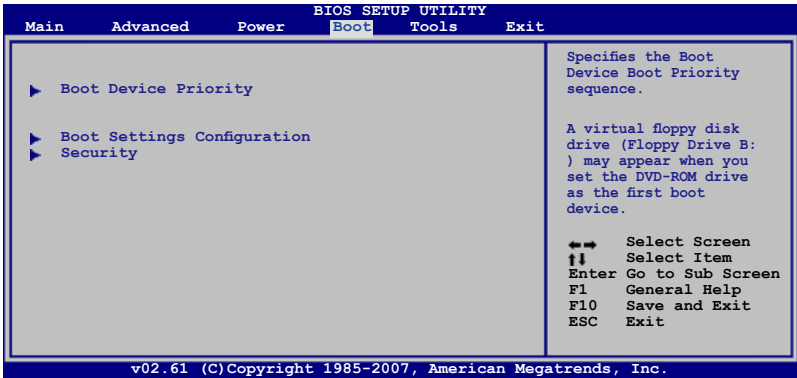 BIOS SETUP UTILITY
Main Advanced Power Boot Tools Exit
Boot Device Priority
Boot Settings Configuration
Security
Specifies the Boot
Device Boot Priority
sequence.
A virtual floppy disk
drive (Floppy Drive B:
) may appear when you
set the DVD-ROM drive
as the first boot
device.
Select Screen
Select Item
Enter Go to Sub Screen
F1 General Help
F10 Save and Exit
ESC Exit
v02.61 (C)Copyright 1985-2007, American Megatrends, Inc.